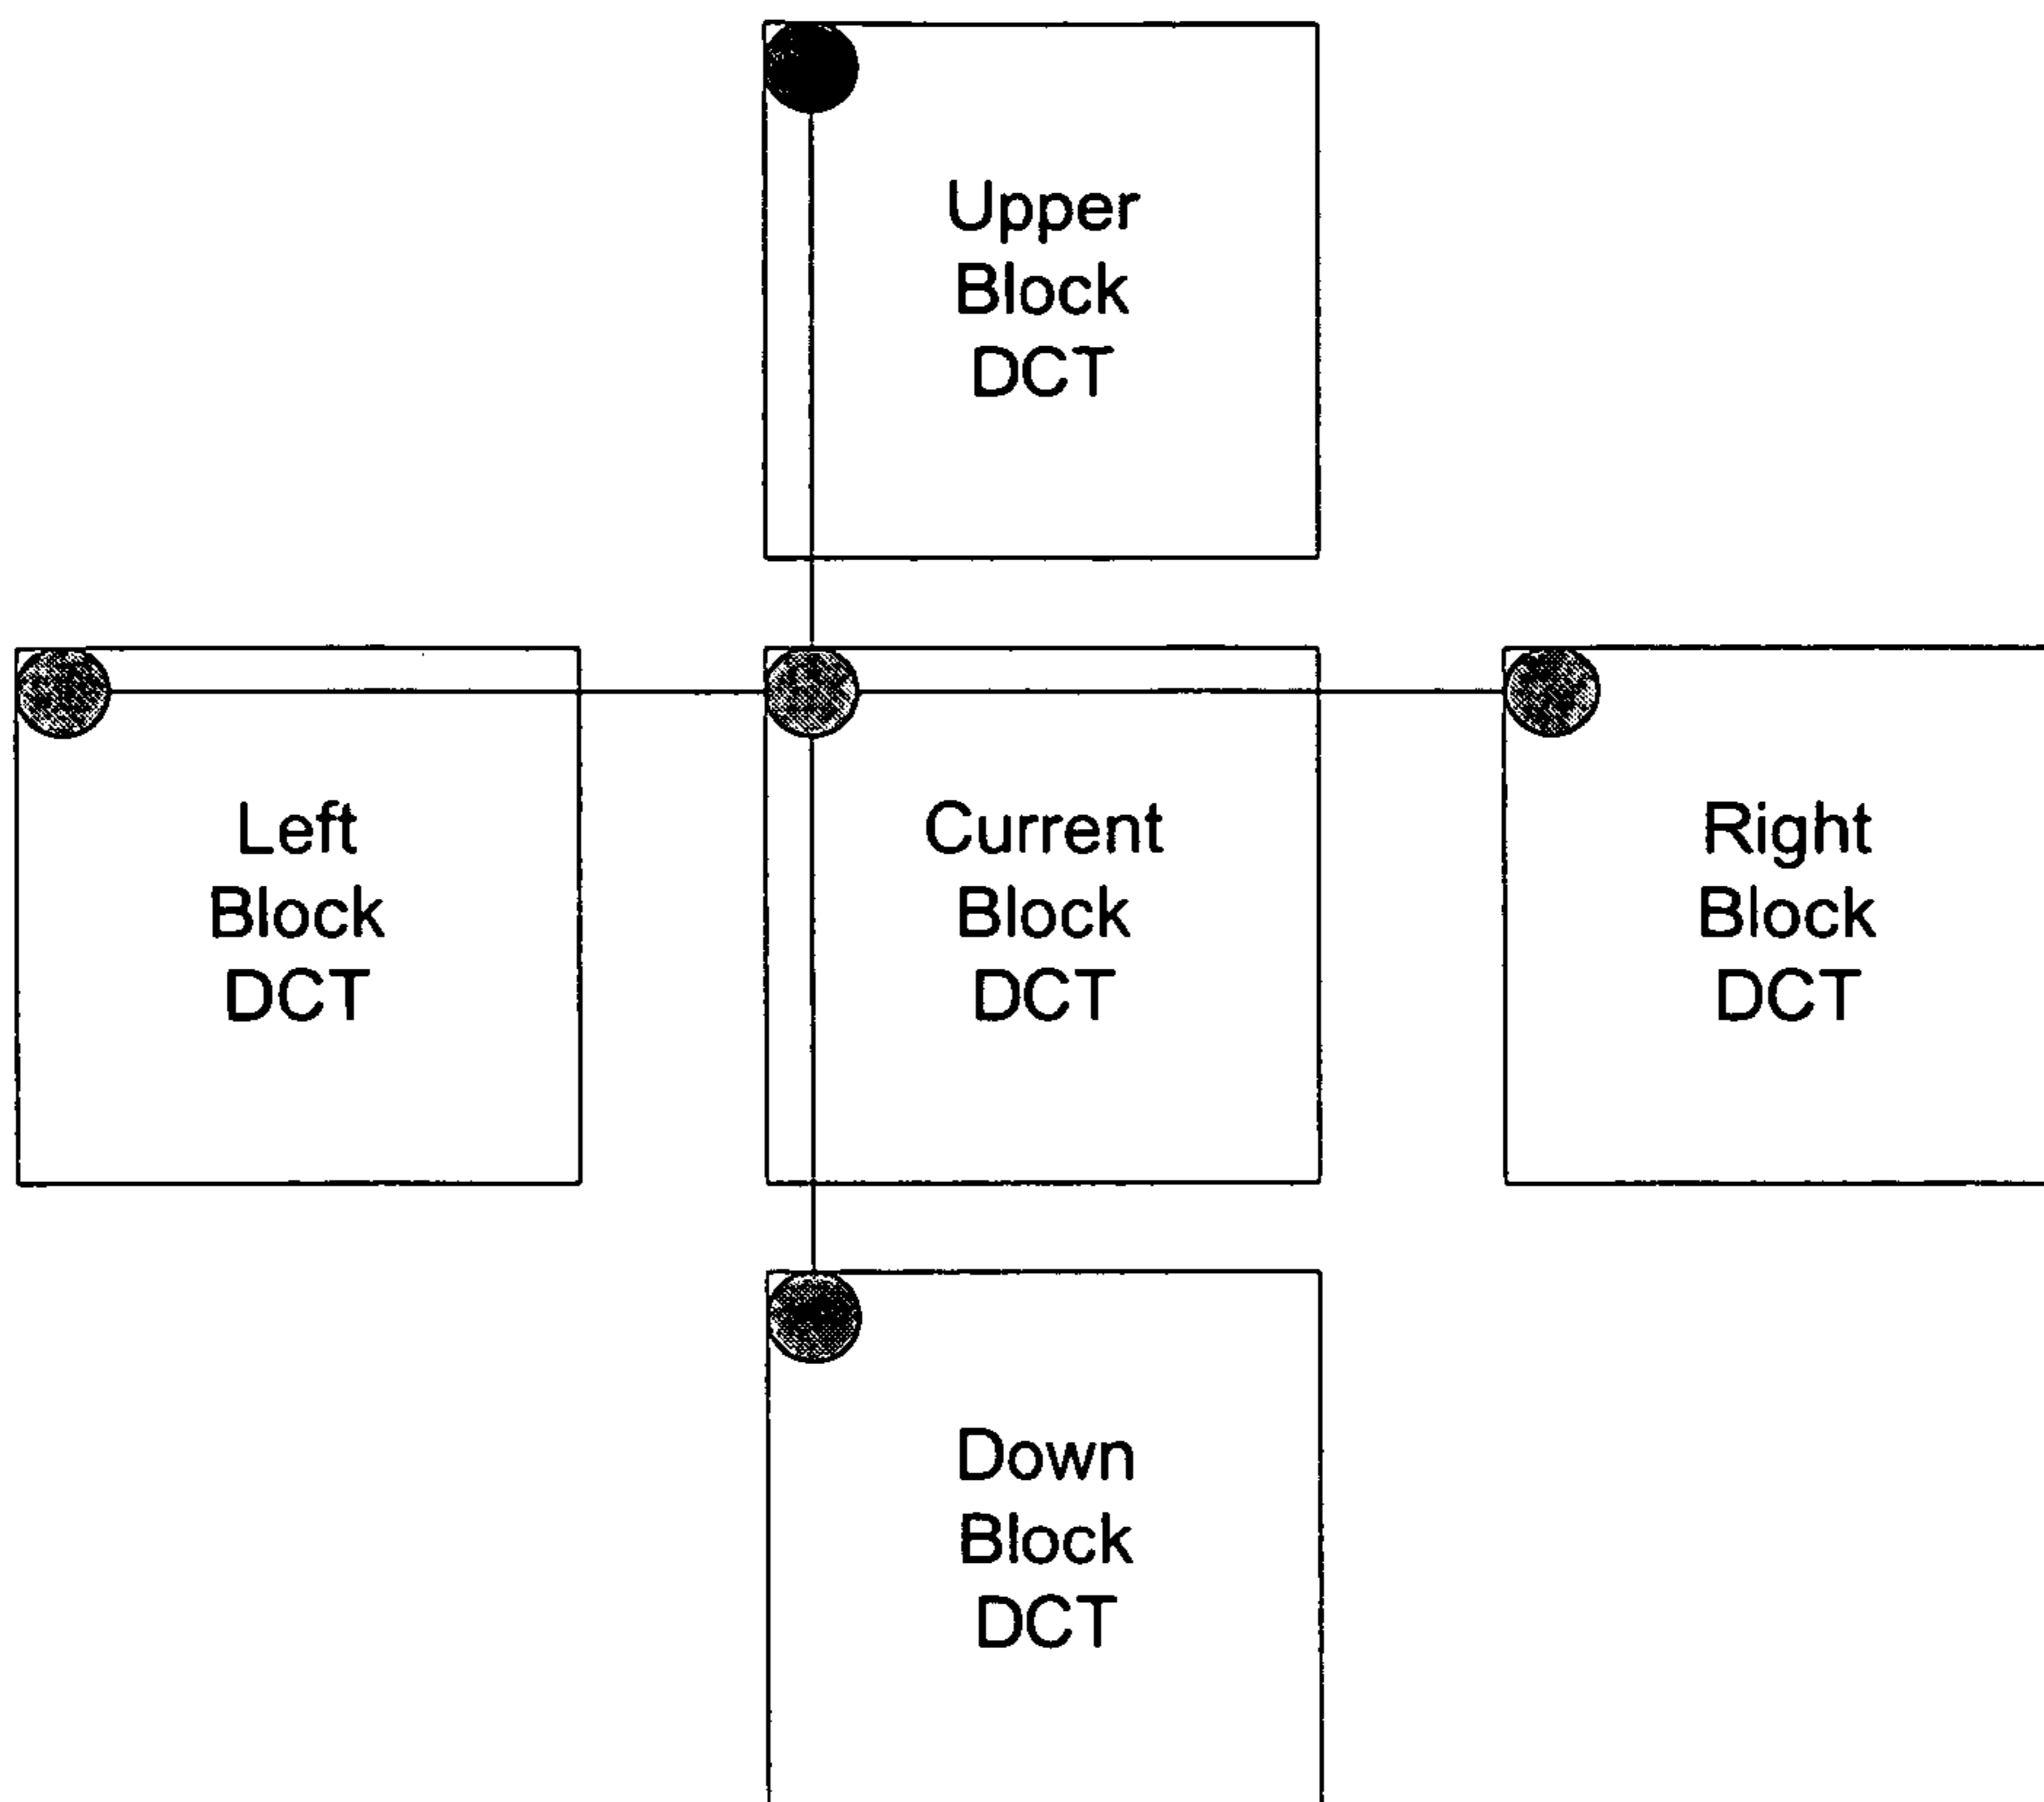 Upper
Block
DCT
Left
Block
DCT
Current
Block
DCT
Right
Block
DCT
Down
Block
DCT